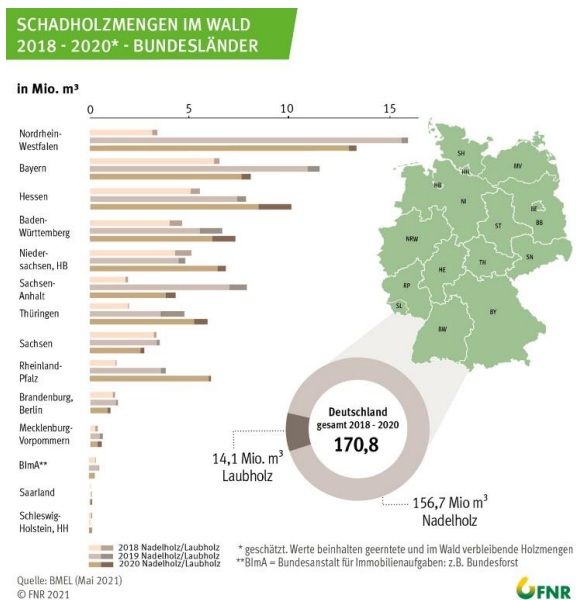 SCHADHOLZMENGEN IM WALD
2018 - 2020* - BUNDESLÄNDER
in Mio. m³
0 5 10 15
Nordrhein-
Westfalen
Bayern
Hessen
Baden-
Württemberg
Nieder-
sachsen, HB
Sachsen-
Anhalt
Thüringen
Sachsen
Rheinland-
Pfalz
Brandenburg,
Berlin
Mecklenburg-
Vorpommern
BImA**
Saarland
Schleswig-
Holstein, HH
SH
HH
MV
HB
NI
BE
BB
ST
NRW
SN
TH
HE
RP
SL
BY
BW
Deutschland
gesamt 2018 - 2020
170,8
14,1 Mio. m³
Laubholz
156,7 Mio m³
Nadelholz
2018 Nadelholz/Laubholz
2019 Nadelholz/Laubholz
2020 Nadelholz/Laubholz
* geschätzt. Werte beinhalten geerntete und im Wald verbleibende Holzmengen
**BImA = Bundesanstalt für Immobilienaufgaben: z.B. Bundesforst
Quelle: BMEL (Mai 2021)
© FNR 2021
FNR